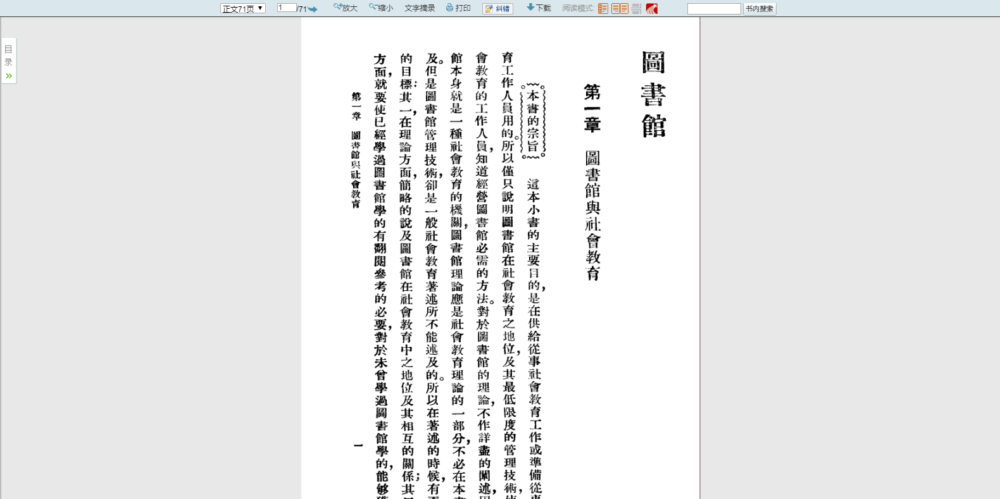 正文71页
1
/71
放大
缩小
文字摘录
打印
纠错
下载
阅读模式:
书内搜索
目录
圖書館
第一章 圖書館與社會教育
本書的宗旨 這本小書的主要目的,是在供給從事社會教育工作或準備從事
育工作人員用的。所以僅只說明圖書館在社會教育之地位,及其最低限度的管理技術,使
會教育的工作人員,知道經營圖書館必需的方法。對於圖書館的理論,不作詳盡的闡述,因
館本身就是一種社會教育的機關,圖書館理論應是社會教育理論的一部分,不必在本書
及。但是圖書館管理技術,卻是一般社會教育著述所不能述及的。所以在著述的時候,有兩
的目標:其一,在理論方面,簡略的說及圖書館在社會教育中之地位及其相互的關係;其二
方面,就要使已經學過圖書館學的有翻閱參考的必要,對於未曾學過圖書館學的,能够
第一章 圖書館與社會教育
一